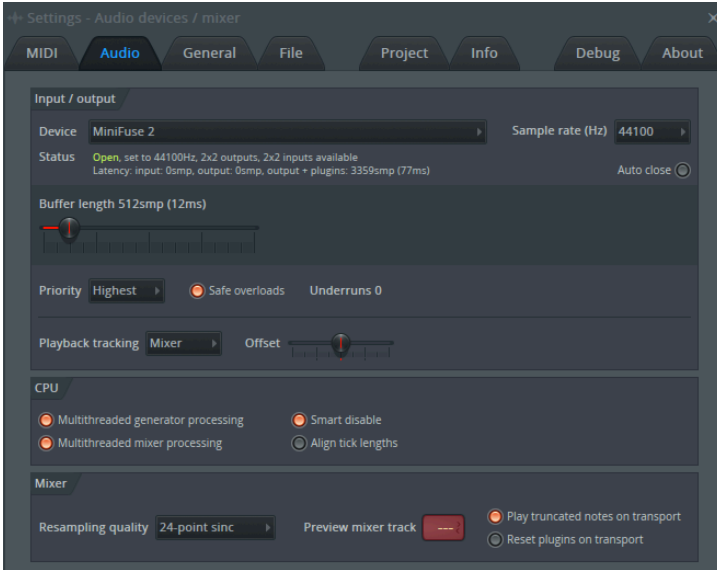 Settings - Audio devices / mixer
MIDI Audio General File Project Info Debug About
Input / output
Device MiniFuse 2 Sample rate (Hz) 44100
Status Open, set to 44100Hz, 2x2 outputs, 2x2 inputs available
Latency: input: 0smp, output: 0smp, output + plugins: 3359smp (77ms)
Auto close
Buffer length 512smp (12ms)
Priority Highest Safe overloads Underruns 0
Playback tracking Mixer Offset
CPU
Multithreaded generator processing Smart disable
Multithreaded mixer processing Align tick lengths
Mixer
Resampling quality 24-point sinc Preview mixer track ---
Play truncated notes on transport
Reset plugins on transport